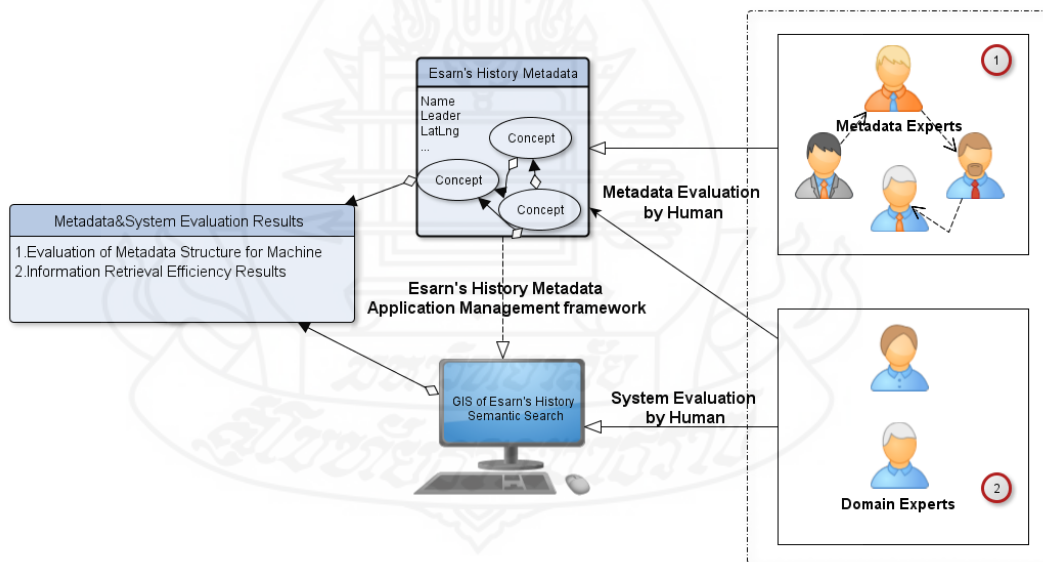 Esarn's History Metadata
Name
Leader
LatLng
...
Concept
Concept
Concept
1
Metadata Experts
Metadata Evaluation
by Human
Metadata&System Evaluation Results
1.Evaluation of Metadata Structure for Machine
2.Information Retrieval Efficiency Results
Esarn's History Metadata
Application Management framework
GIS of Esarn's History
Semantic Search
System Evaluation
by Human
2
Domain Experts